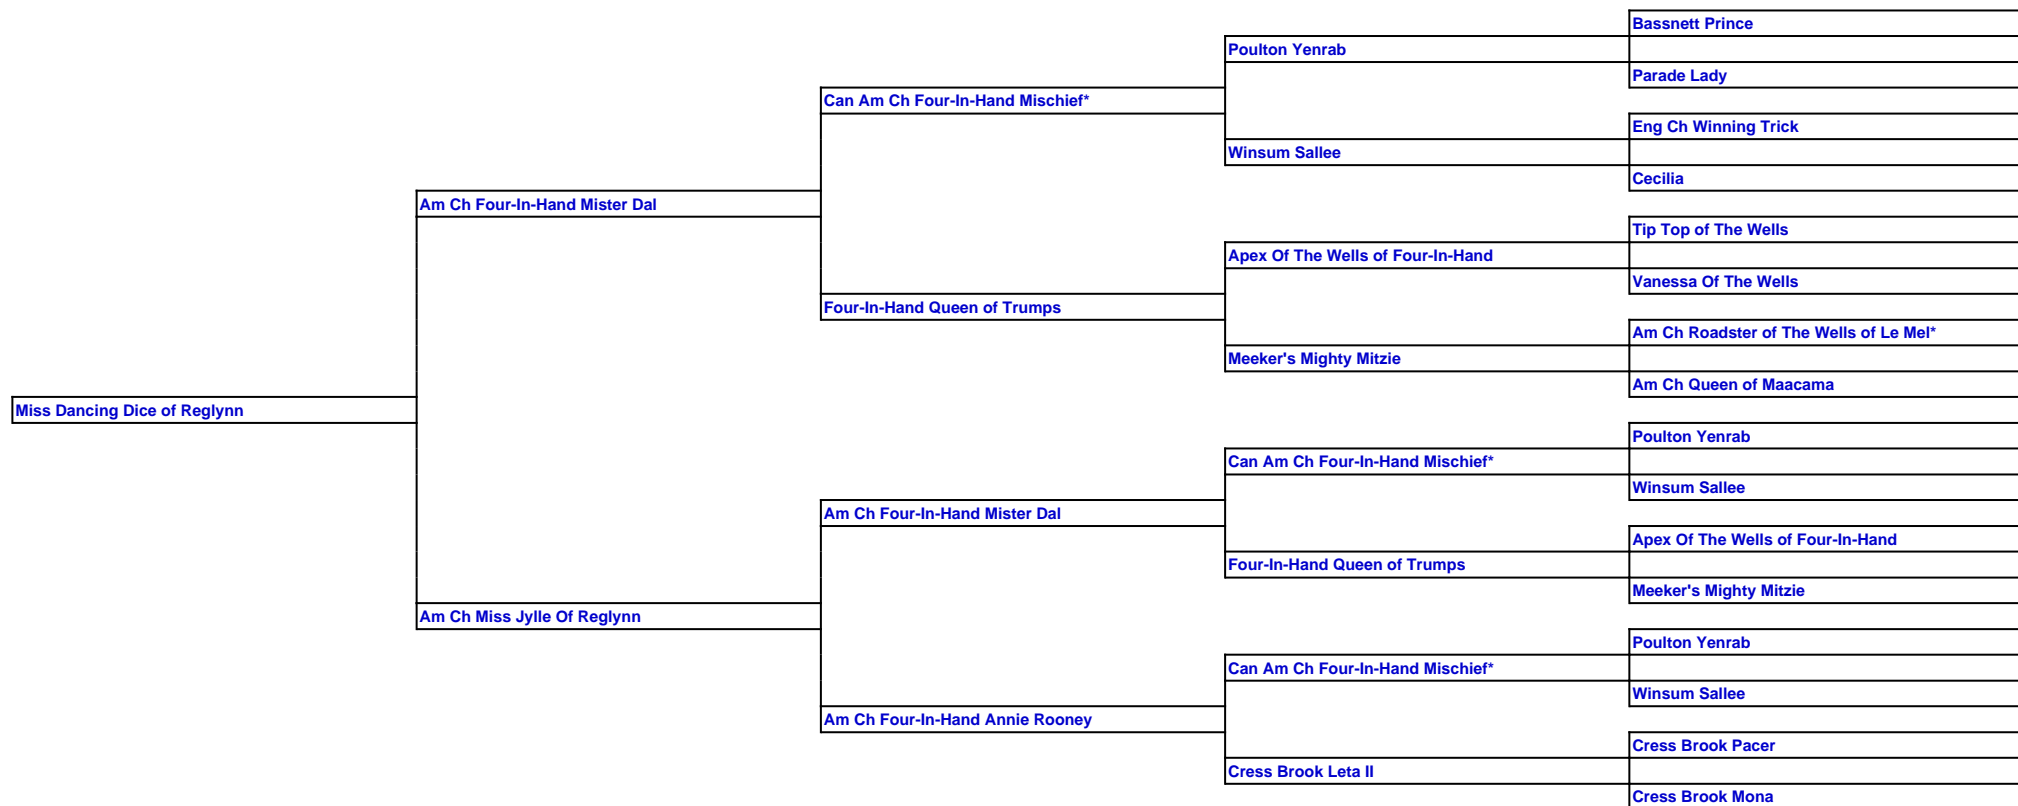 Bassnett Prince
Poulton Yenrab
Parade Lady
Can Am Ch Four-In-Hand Mischief*
Eng Ch Winning Trick
Winsum Sallee
Cecilia
Am Ch Four-In-Hand Mister Dal
Tip Top of The Wells
Apex Of The Wells of Four-In-Hand
Vanessa Of The Wells
Four-In-Hand Queen of Trumps
Am Ch Roadster of The Wells of Le Mel*
Meeker's Mighty Mitzie
Am Ch Queen of Maacama
Miss Dancing Dice of Reglynn
Poulton Yenrab
Can Am Ch Four-In-Hand Mischief*
Winsum Sallee
Am Ch Four-In-Hand Mister Dal
Apex Of The Wells of Four-In-Hand
Four-In-Hand Queen of Trumps
Meeker's Mighty Mitzie
Am Ch Miss Jylle Of Reglynn
Poulton Yenrab
Can Am Ch Four-In-Hand Mischief*
Winsum Sallee
Am Ch Four-In-Hand Annie Rooney
Cress Brook Pacer
Cress Brook Leta II
Cress Brook Mona